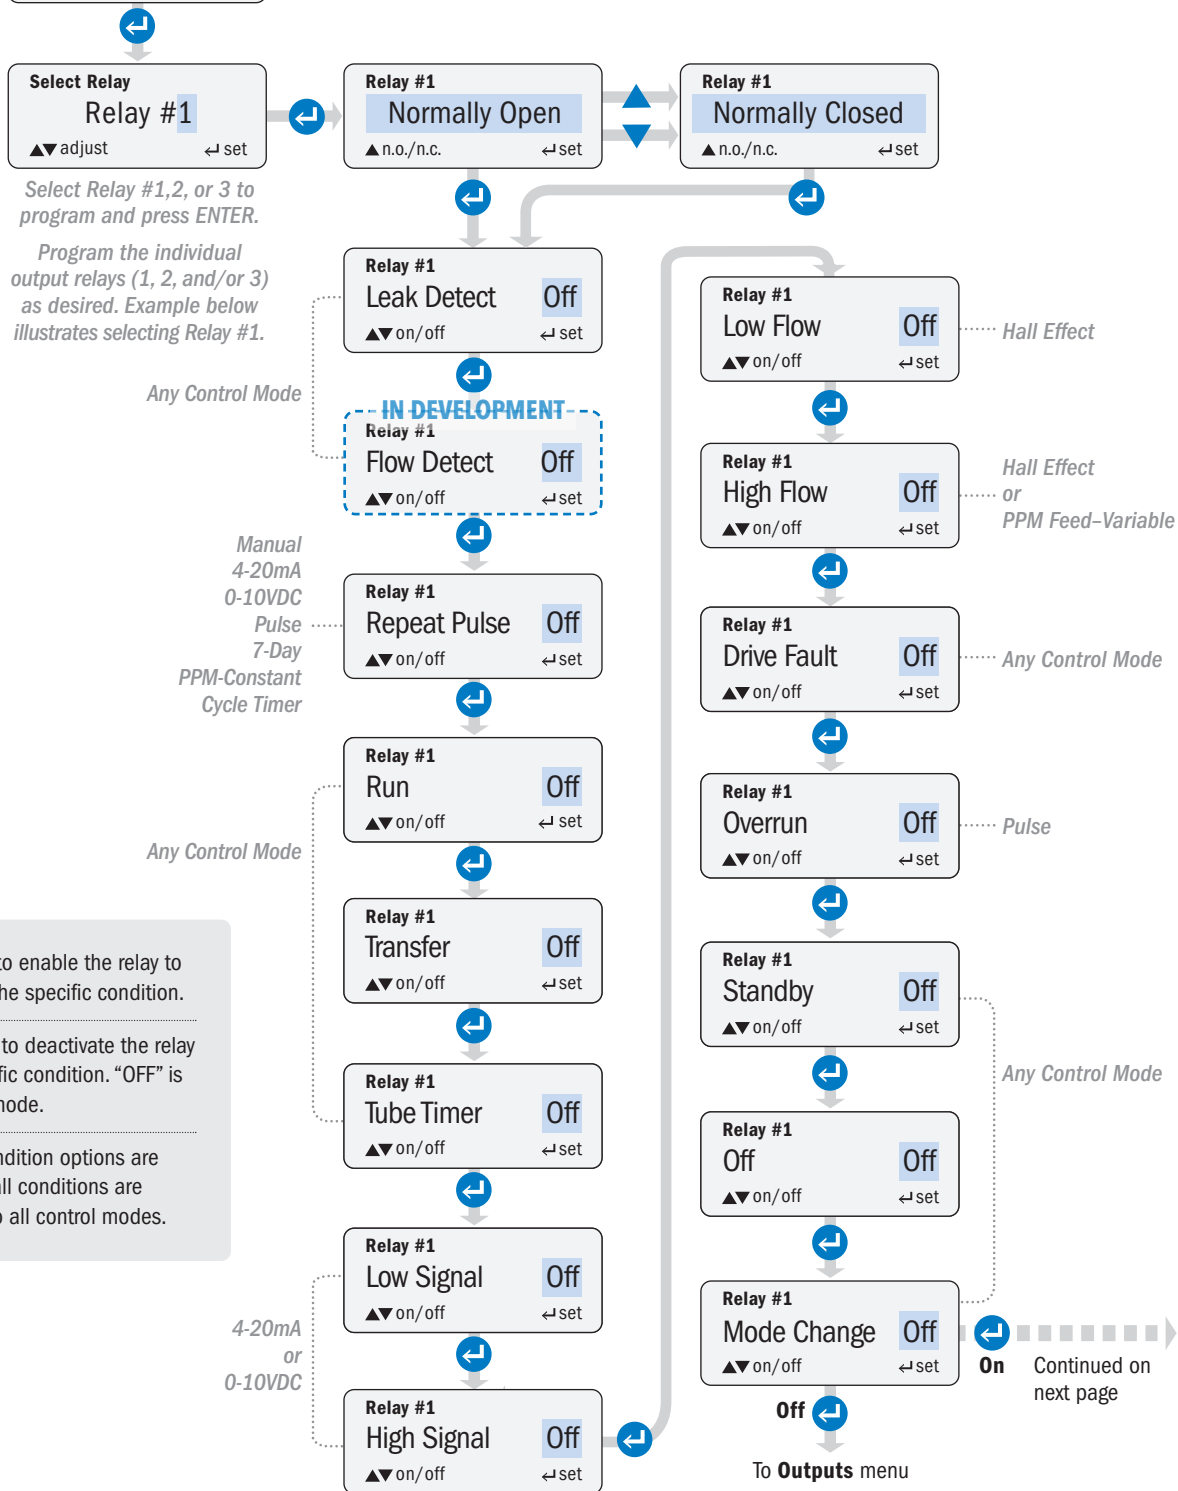 Select Relay
Relay #1
▲▼ adjust ↵ set
Select Relay #1,2, or 3 to
program and press ENTER.
Program the individual
output relays (1, 2, and/or 3)
as desired. Example below
illustrates selecting Relay #1.
Relay #1
Normally Open
▲ n.o./n.c. ↵ set
Relay #1
Normally Closed
▲ n.o./n.c. ↵ set
Relay #1
Leak Detect Off
▲▼ on/off ↵ set
Any Control Mode
IN DEVELOPMENT
Relay #1
Flow Detect Off
▲▼ on/off ↵ set
Manual
4-20mA
0-10VDC
Pulse
7-Day
PPM-Constant
Cycle Timer
Relay #1
Repeat Pulse Off
▲▼ on/off ↵ set
Relay #1
Run Off
▲▼ on/off ↵ set
Any Control Mode
Relay #1
Transfer Off
▲▼ on/off ↵ set
Relay #1
Tube Timer Off
▲▼ on/off ↵ set
to enable the relay to
he specific condition.
to deactivate the relay
fic condition. “OFF” is
node.
ndition options are
all conditions are
o all control modes.
Relay #1
Low Signal Off
▲▼ on/off ↵ set
4-20mA
or
0-10VDC
Relay #1
High Signal Off
▲▼ on/off ↵ set
Relay #1
Low Flow Off
▲▼ on/off ↵ set
Hall Effect
Relay #1
High Flow Off
▲▼ on/off ↵ set
Hall Effect
or
PPM Feed–Variable
Relay #1
Drive Fault Off
▲▼ on/off ↵ set
Any Control Mode
Relay #1
Overrun Off
▲▼ on/off ↵ set
Pulse
Relay #1
Standby Off
▲▼ on/off ↵ set
Any Control Mode
Relay #1
Off Off
▲▼ on/off ↵ set
Relay #1
Mode Change Off
▲▼ on/off ↵ set
On
Continued on
next page
Off
To Outputs menu